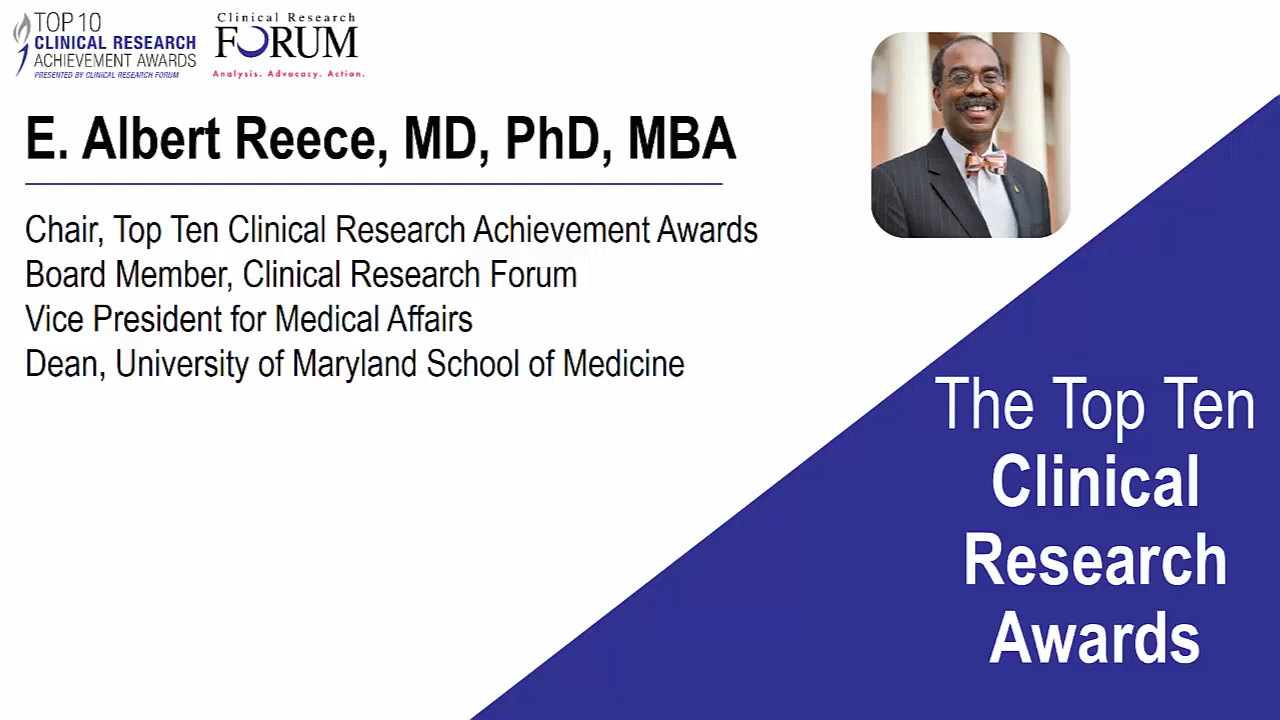 TOP 10
CLINICAL RESEARCH
ACHIEVEMENT AWARDS
PRESENTED BY CLINICAL RESEARCH FORUM
Clinical Research
FORUM
Analysis. Advocacy. Action.
E. Albert Reece, MD, PhD, MBA
Chair, Top Ten Clinical Research Achievement Awards
Board Member, Clinical Research Forum
Vice President for Medical Affairs
Dean, University of Maryland School of Medicine
The Top Ten
Clinical
Research
Awards